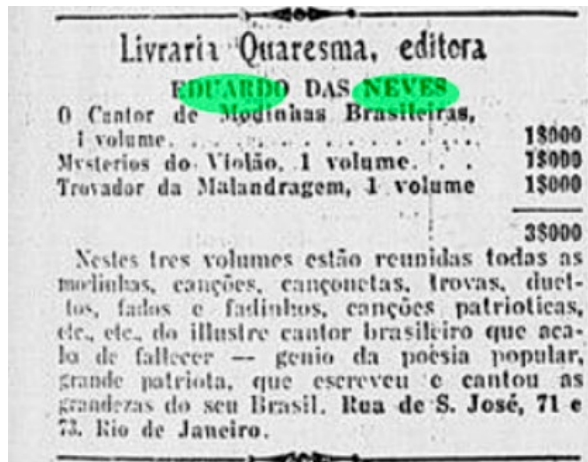 Livraria Quaresma, editora
EDUARDO DAS NEVES
O Cantor de Modinhas Brasileiras,
1 volume. . . . . . . . . . . . 1$000
Mysterios do Violão, 1 volume. . . 1$000
Trovador da Malandragem, 1 volume 1$000
3$000
Nestes tres volumes estão reunidas todas as
modinhas, canções, cançonetas, trovas, duet-
tos, fados e fadinhos, canções patrioticas,
etc., etc., do illustre cantor brasileiro que aca-
ba de fallecer — genio da poesia popular,
grande patriota, que escreveu e cantou as
grandezas do seu Brasil. Rua de S. José, 71 e
73. Rio de Janeiro.